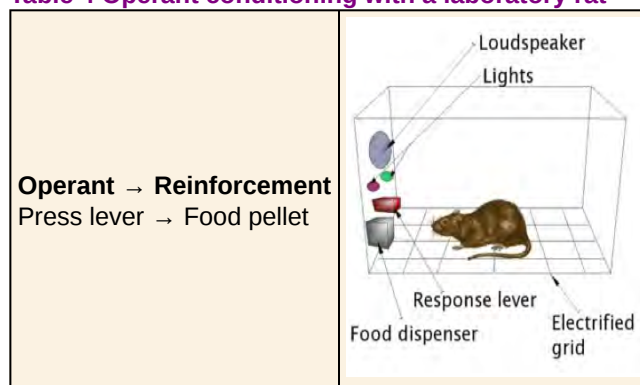 Table 4 Operant conditioning with a laboratory rat
Operant → Reinforcement
Press lever → Food pellet
Loudspeaker
Lights
Response lever
Food dispenser
Electrified
grid